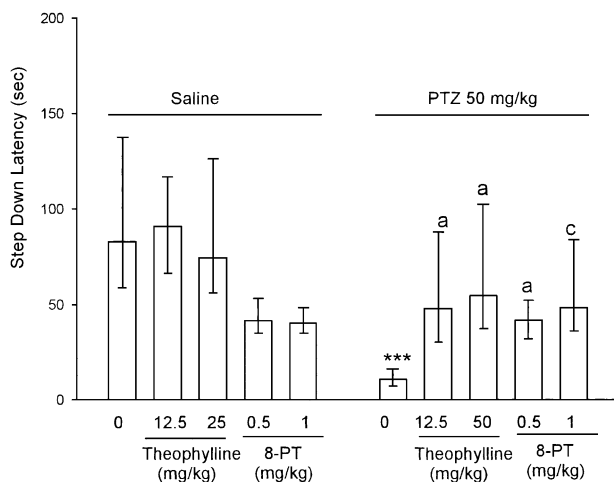 Step Down Latency (sec)
200
150
100
50
0
Saline
PTZ 50 mg/kg
a
a
a
c
***
0 12.5 25 0.5 1 0 12.5 50 0.5 1
Theophylline 8-PT Theophylline 8-PT
(mg/kg) (mg/kg) (mg/kg) (mg/kg)